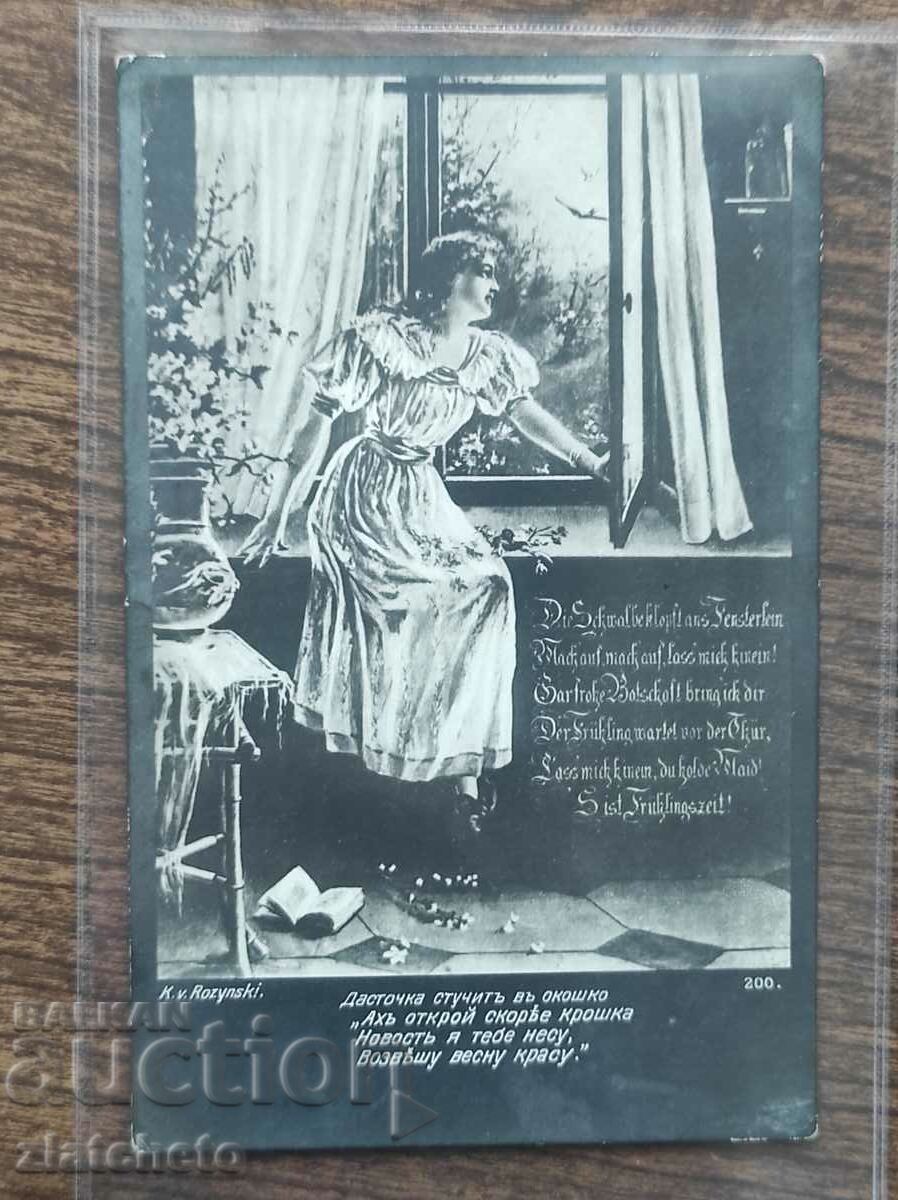 Die Schwalbe klopft ans Fensterlein
Mach auf, mach auf, lass mich hinein!
Gar frohe Botschaft bring ich dir
Der Frühling wartet vor der Thür,
Lass mich hinein, du holde Maid!
'S ist Frühlingszeit!
K. v. Rozynski.
200.
Дасточка стучитъ въ окошко
„Ахъ открой скорѣе крошка
Новость я тебе несу,
Возвѣшу весну красу."
BALKAN
auction
zlatcheto